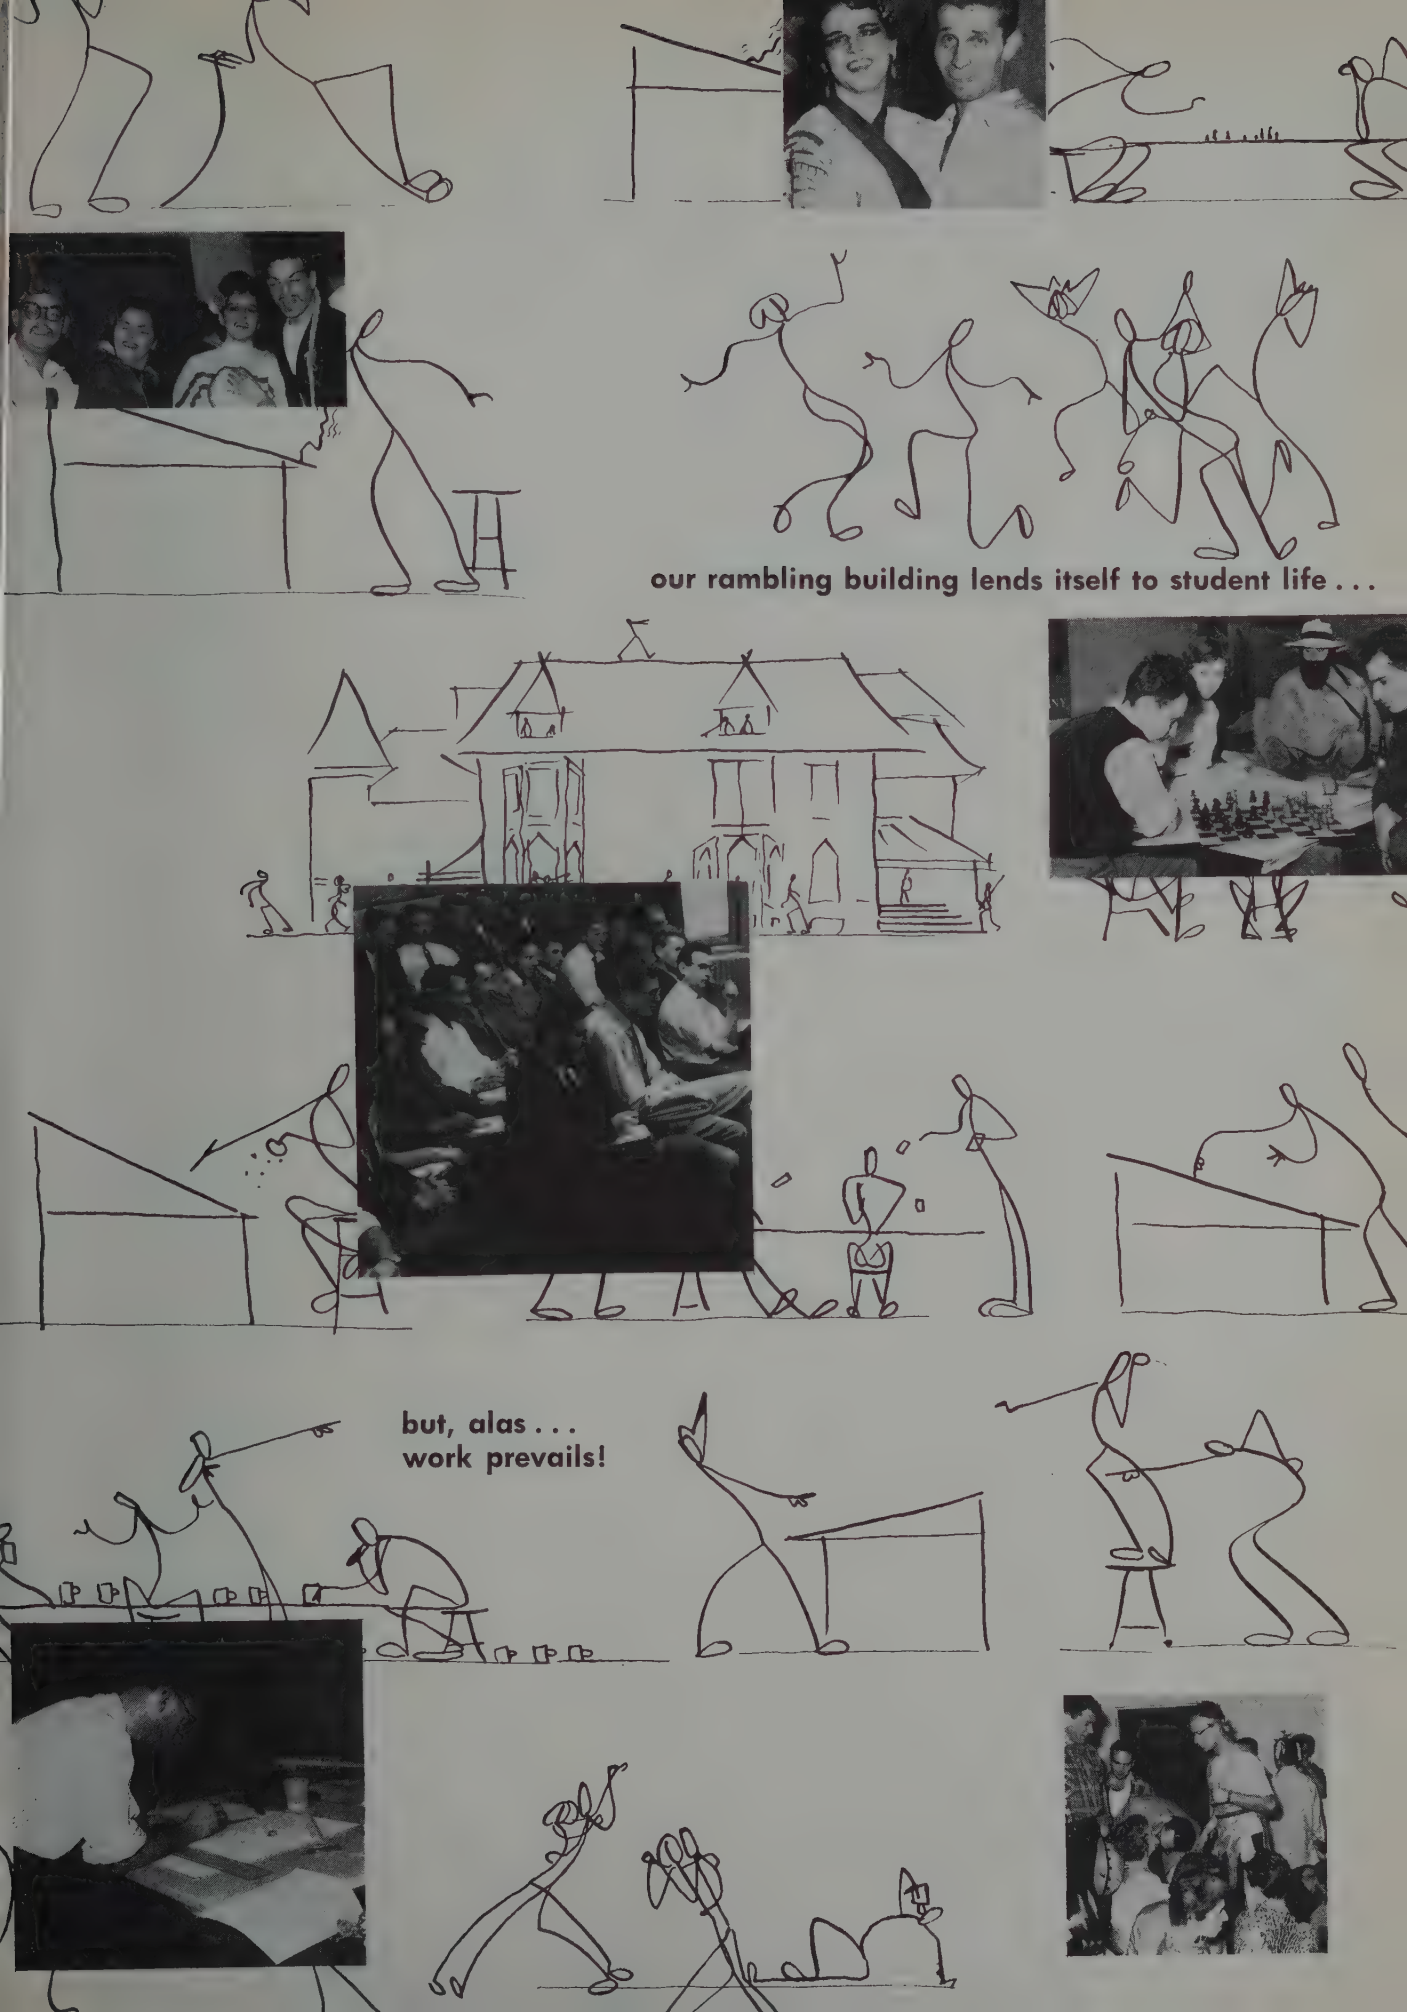 our rambling building lends itself to student life...
but, alas...
work prevails!